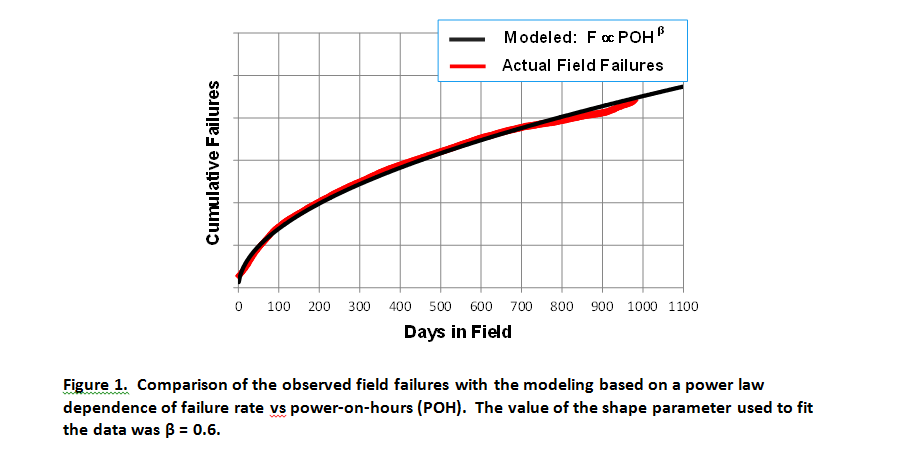 Modeled: F ∝ POH^β
Actual Field Failures
Cumulative Failures
0 100 200 300 400 500 600 700 800 900 1000 1100
Days in Field
Figure 1. Comparison of the observed field failures with the modeling based on a power law
dependence of failure rate vs power-on-hours (POH). The value of the shape parameter used to fit
the data was β = 0.6.